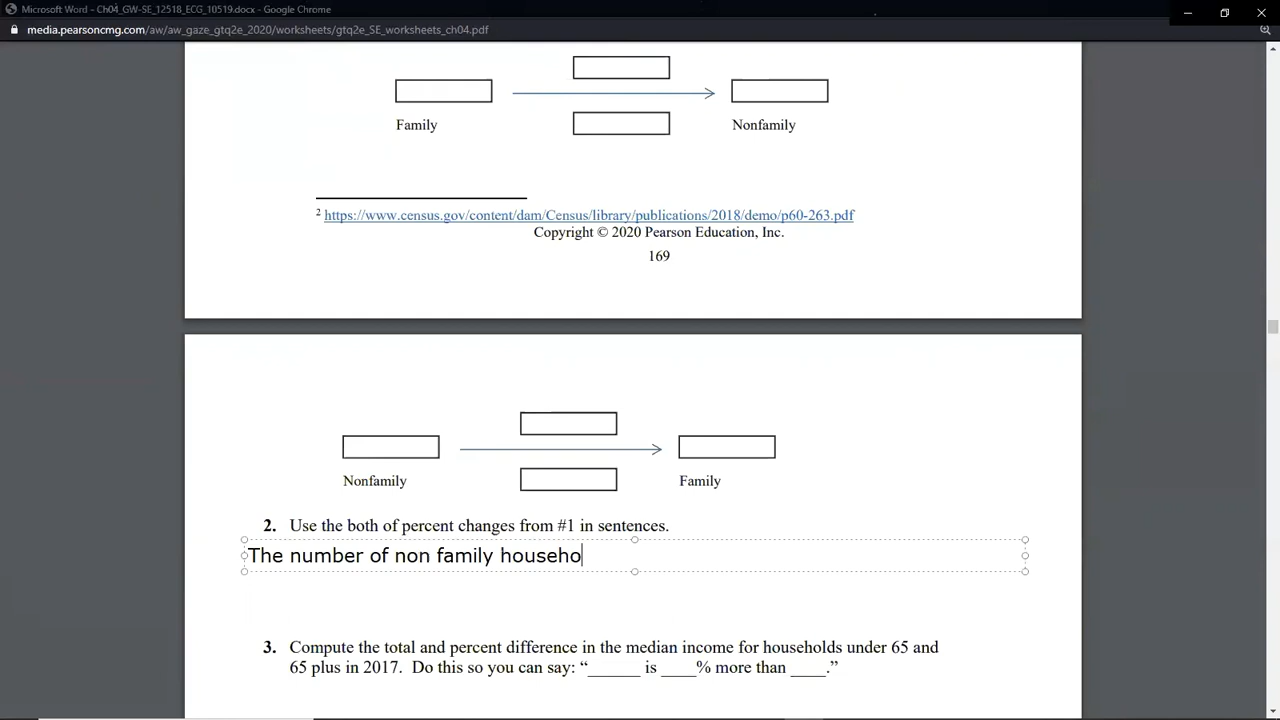 Microsoft Word - Ch04_GW-SE_12518_ECG_10519.docx - Google Chrome
media.pearsoncmg.com/aw/aw_gaze_gtq2e_2020/worksheets/gtq2e_SE_worksheets_ch04.pdf
Family
Nonfamily
2 https://www.census.gov/content/dam/Census/library/publications/2018/demo/p60-263.pdf
Copyright © 2020 Pearson Education, Inc.
169
Nonfamily
Family
2. Use the both of percent changes from #1 in sentences.
The number of non family househo
3. Compute the total and percent difference in the median income for households under 65 and
65 plus in 2017. Do this so you can say: “______ is ____% more than ____.”